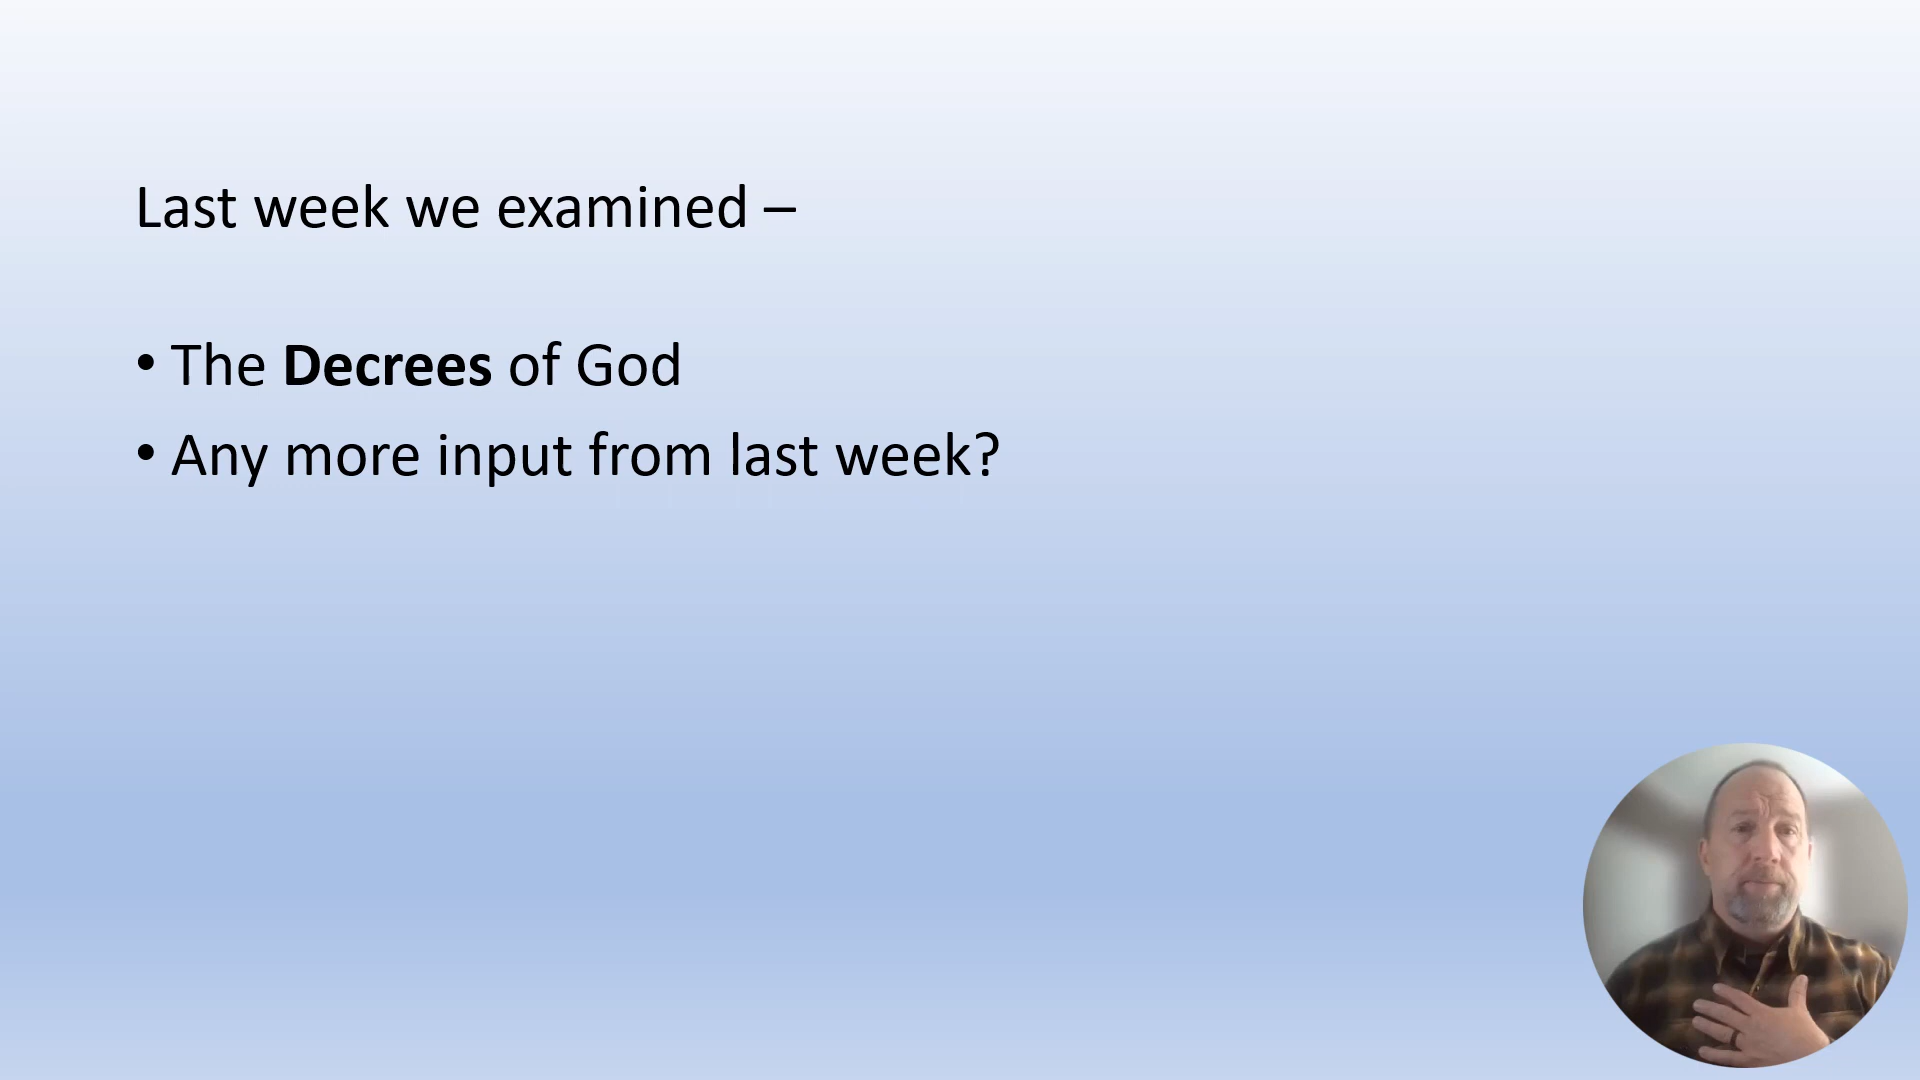 Last week we examined –
• The Decrees of God
• Any more input from last week?